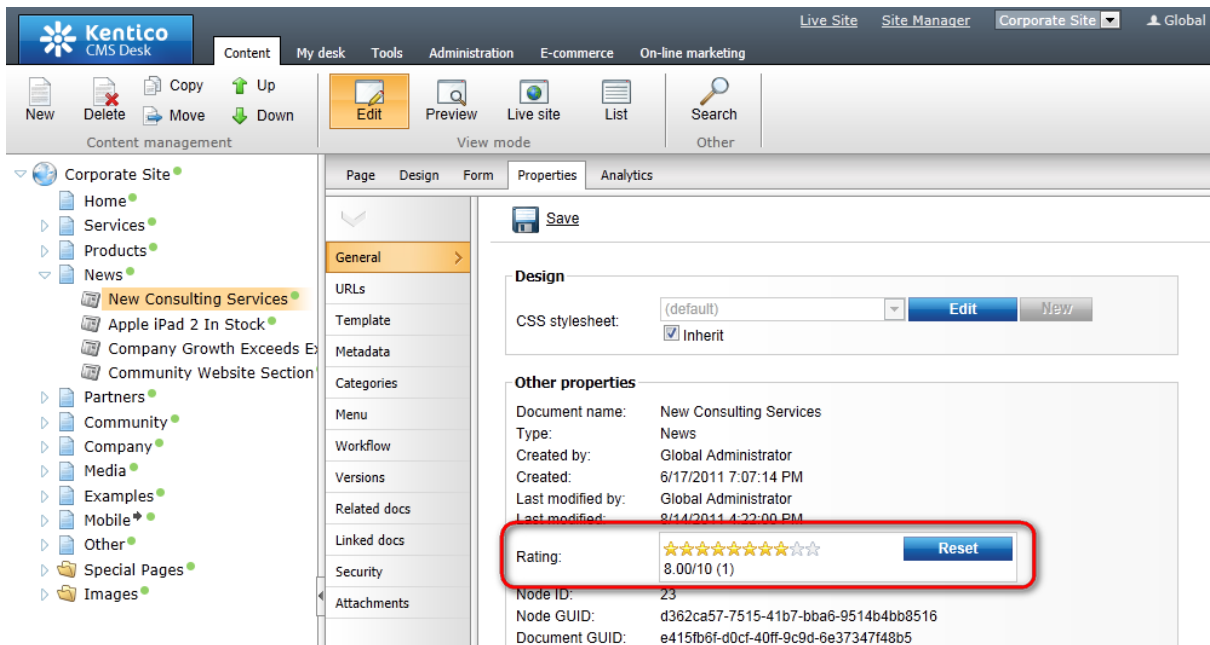 Kentico
CMS Desk
Live Site Site Manager Corporate Site Global
Content My desk Tools Administration E-commerce On-line marketing
New Delete Copy Move Up Down
Content management
Edit Preview Live site List
View mode
Search
Other
Corporate Site
Home
Services
Products
News
New Consulting Services
Apple iPad 2 In Stock
Company Growth Exceeds
Community Website Section
Partners
Community
Company
Media
Examples
Mobile
Other
Special Pages
Images
Page Design Form Properties Analytics
General
URLs
Template
Metadata
Categories
Menu
Workflow
Versions
Related docs
Linked docs
Security
Attachments
Save
Design
CSS stylesheet: (default) Edit New
Inherit
Other properties
Document name: New Consulting Services
Type: News
Created by: Global Administrator
Created: 6/17/2011 7:07:14 PM
Last modified by: Global Administrator
Last modified: 8/14/2011 4:22:00 PM
Rating: Reset
8.00/10 (1)
Node ID: 23
Node GUID: d362ca57-7515-41b7-bba6-9514b4bb8516
Document GUID: e415fb6f-d0cf-40ff-9c9d-6e37347f48b5